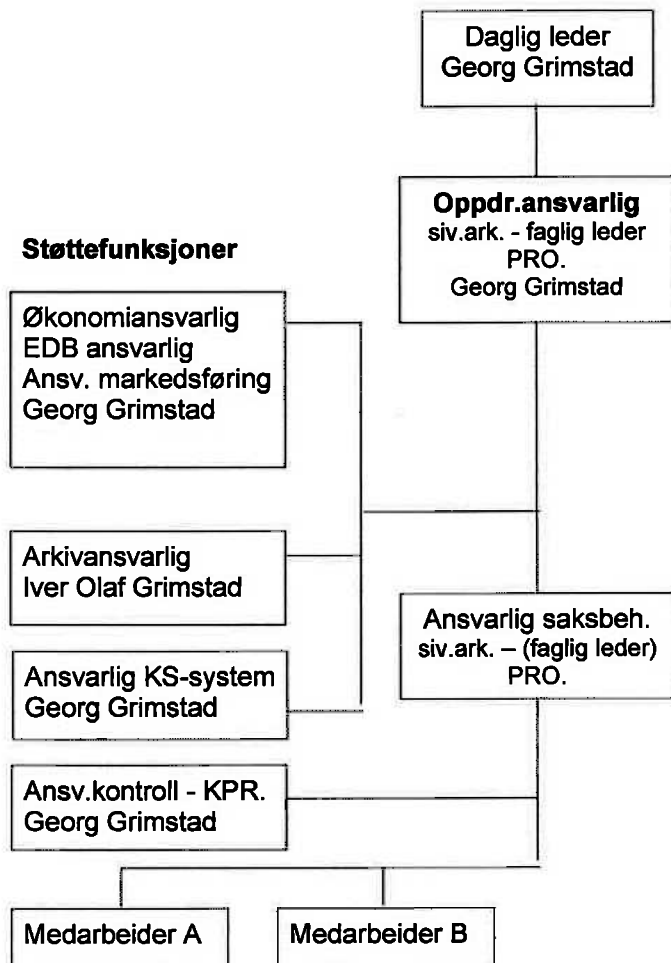 Daglig leder
Georg Grimstad
Oppdr.ansvarlig
siv.ark. - faglig leder
PRO.
Georg Grimstad
Støttefunksjoner
Økonomiansvarlig
EDB ansvarlig
Ansv. markedsføring
Georg Grimstad
Arkivansvarlig
Iver Olaf Grimstad
Ansvarlig saksbeh.
siv.ark. – (faglig leder)
PRO.
Ansvarlig KS-system
Georg Grimstad
Ansv.kontroll - KPR.
Georg Grimstad
Medarbeider A
Medarbeider B